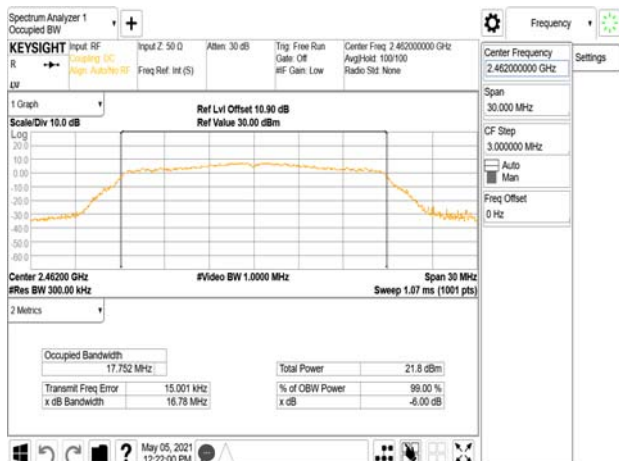 Spectrum Analyzer 1
Occupied BW
+
Frequency
KEYSIGHT
R
Input: RF
Coupling: DC
Align: Auto/No RF
Input Z: 50 Ω
Freq Ref: Int (S)
Atten: 30 dB
Trig: Free Run
Gate: Off
#IF Gain: Low
Center Freq: 2.462000000 GHz
Avg|Hold: 100/100
Radio Std: None
Center Frequency
2.462000000 GHz
Settings
Span
30.000 MHz
CF Step
3.000000 MHz
Auto
Man
Freq Offset
0 Hz
1 Graph
Scale/Div 10.0 dB
Ref Lvl Offset 10.90 dB
Ref Value 30.00 dBm
Log
20.0
10.0
0.00
-10.0
-20.0
-30.0
-40.0
-50.0
-60.0
Center 2.46200 GHz
#Res BW 300.00 kHz
#Video BW 1.0000 MHz
Span 30 MHz
Sweep 1.07 ms (1001 pts)
2 Metrics
Occupied Bandwidth
17.752 MHz
Transmit Freq Error 15.001 kHz
x dB Bandwidth 16.78 MHz
Total Power 21.8 dBm
% of OBW Power 99.00 %
x dB -6.00 dB
?
May 05, 2021
12:22:00 PM